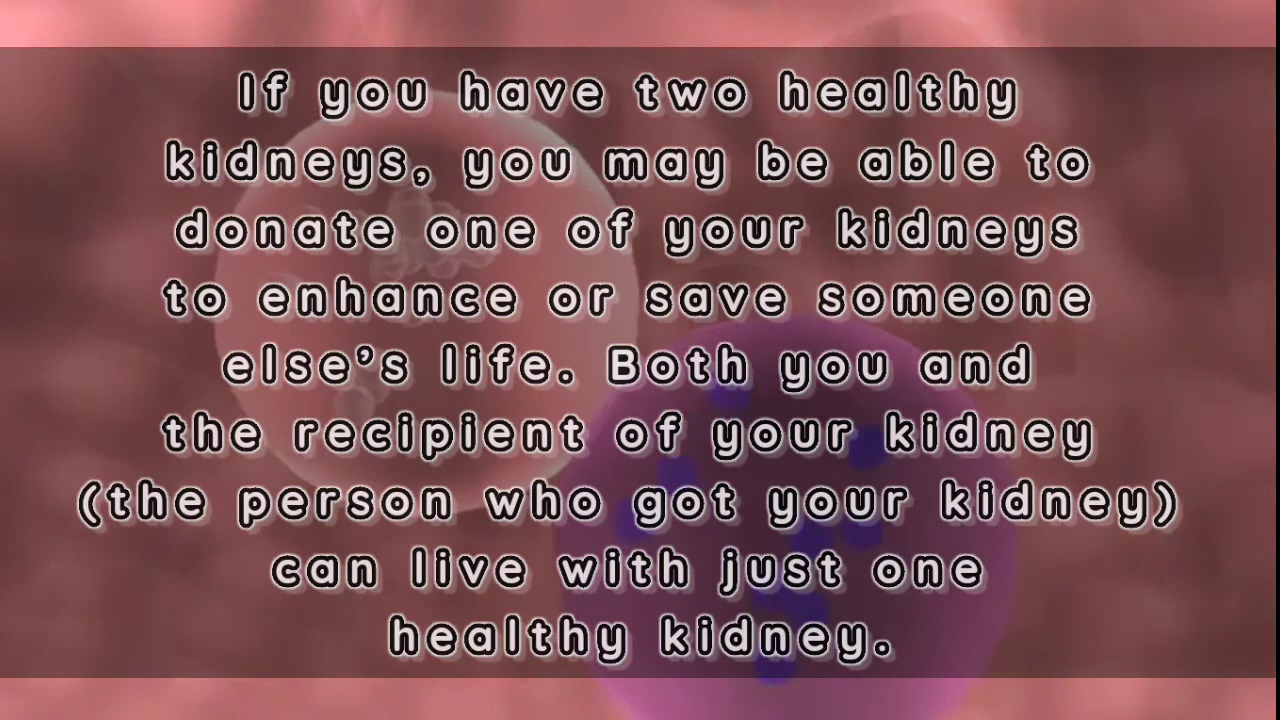 If you have two healthy
kidneys, you may be able to
donate one of your kidneys
to enhance or save someone
else’s life. Both you and
the recipient of your kidney
(the person who got your kidney)
can live with just one
healthy kidney.